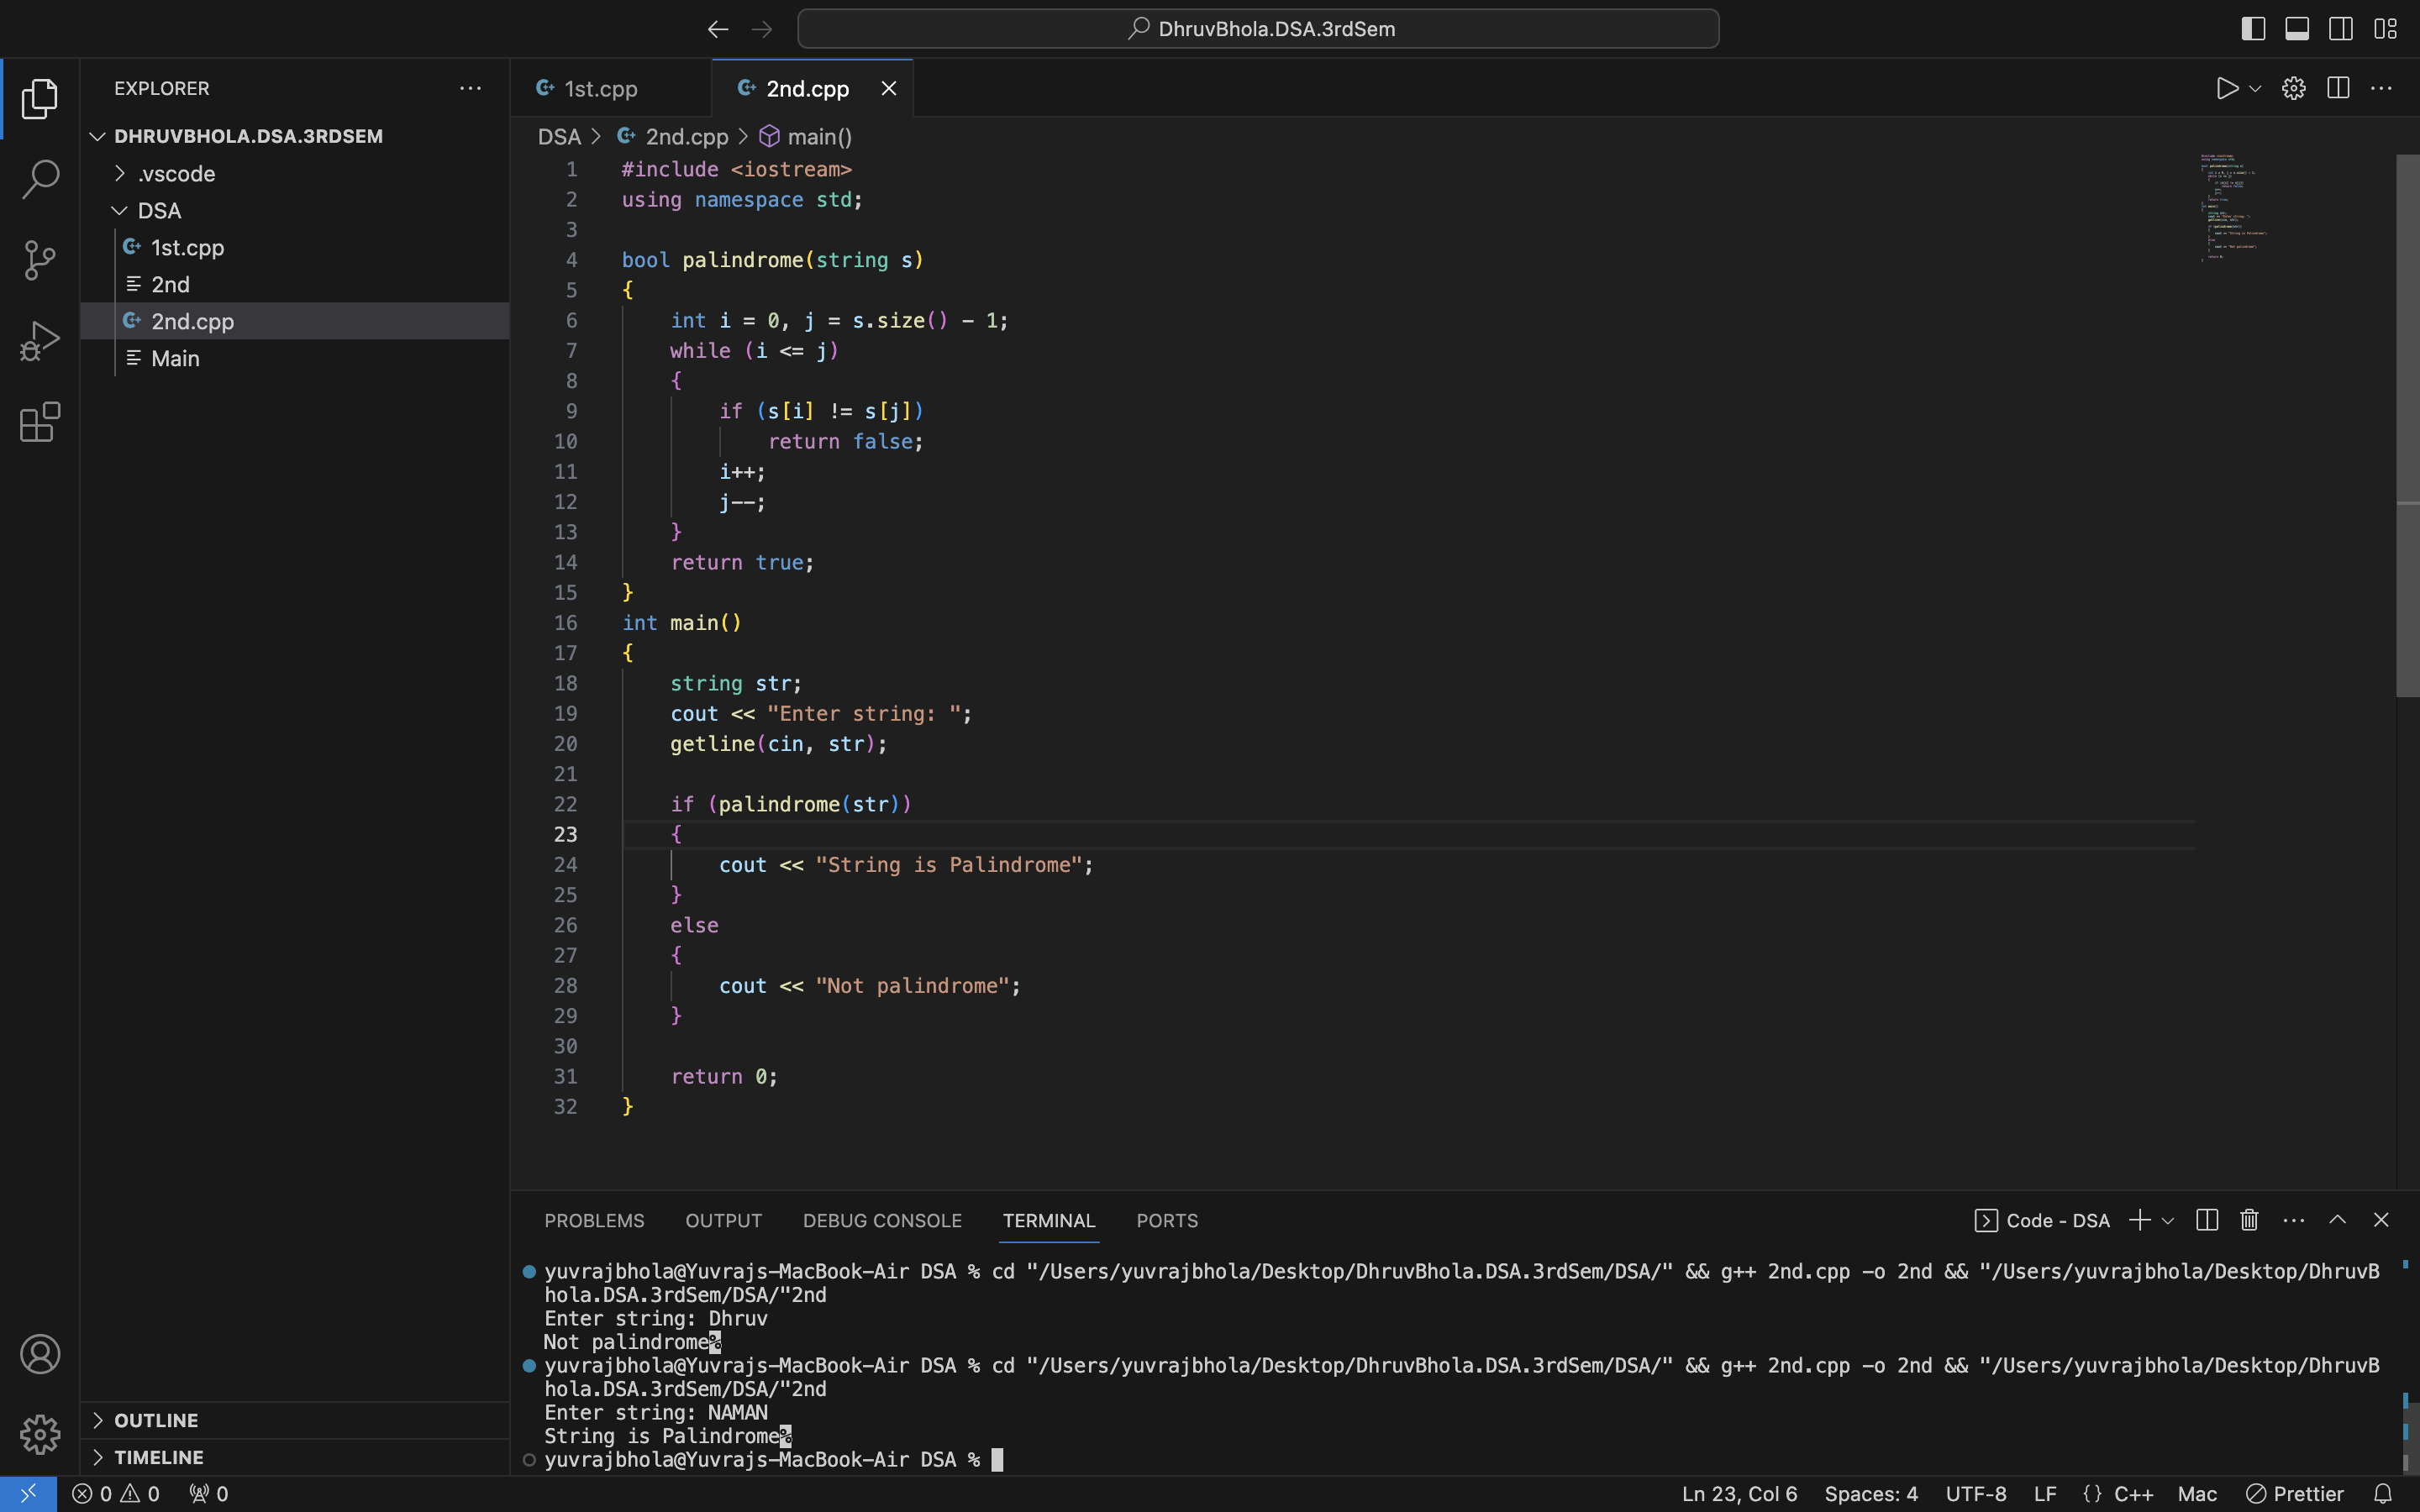 DhruvBhola.DSA.3rdSem
EXPLORER
DHRUVBHOLA.DSA.3RDSEM
.vscode
DSA
1st.cpp
2nd
2nd.cpp
Main
OUTLINE
TIMELINE
1st.cpp
2nd.cpp
DSA > 2nd.cpp > main()
1 #include <iostream>
2 using namespace std;
3
4 bool palindrome(string s)
5 {
6     int i = 0, j = s.size() - 1;
7     while (i <= j)
8     {
9         if (s[i] != s[j])
10             return false;
11         i++;
12         j--;
13     }
14     return true;
15 }
16 int main()
17 {
18     string str;
19     cout << "Enter string: ";
20     getline(cin, str);
21
22     if (palindrome(str))
23     {
24         cout << "String is Palindrome";
25     }
26     else
27     {
28         cout << "Not palindrome";
29     }
30
31     return 0;
32 }
PROBLEMS OUTPUT DEBUG CONSOLE TERMINAL PORTS
Code - DSA
yuvrajbhola@Yuvrajs-MacBook-Air DSA % cd "/Users/yuvrajbhola/Desktop/DhruvBhola.DSA.3rdSem/DSA/" && g++ 2nd.cpp -o 2nd && "/Users/yuvrajbhola/Desktop/DhruvB
hola.DSA.3rdSem/DSA/"2nd
Enter string: Dhruv
Not palindrome%
yuvrajbhola@Yuvrajs-MacBook-Air DSA % cd "/Users/yuvrajbhola/Desktop/DhruvBhola.DSA.3rdSem/DSA/" && g++ 2nd.cpp -o 2nd && "/Users/yuvrajbhola/Desktop/DhruvB
hola.DSA.3rdSem/DSA/"2nd
Enter string: NAMAN
String is Palindrome%
yuvrajbhola@Yuvrajs-MacBook-Air DSA %
0 0 0
Ln 23, Col 6 Spaces: 4 UTF-8 LF {} C++ Mac Prettier